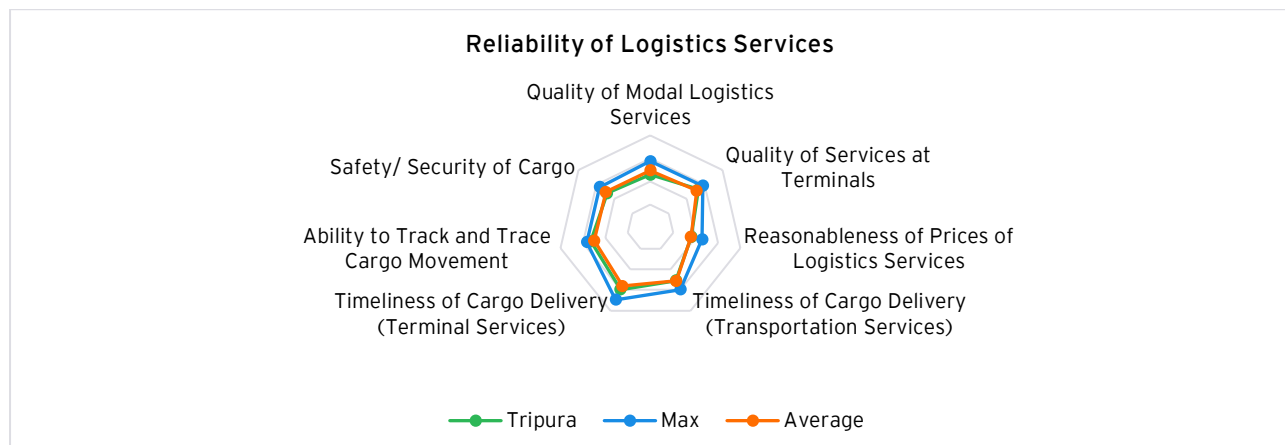 Reliability of Logistics Services
Quality of Modal Logistics
Services
Quality of Services at
Terminals
Reasonableness of Prices of
Logistics Services
Timeliness of Cargo Delivery
(Transportation Services)
Timeliness of Cargo Delivery
(Terminal Services)
Ability to Track and Trace
Cargo Movement
Safety/ Security of Cargo
Tripura
Max
Average